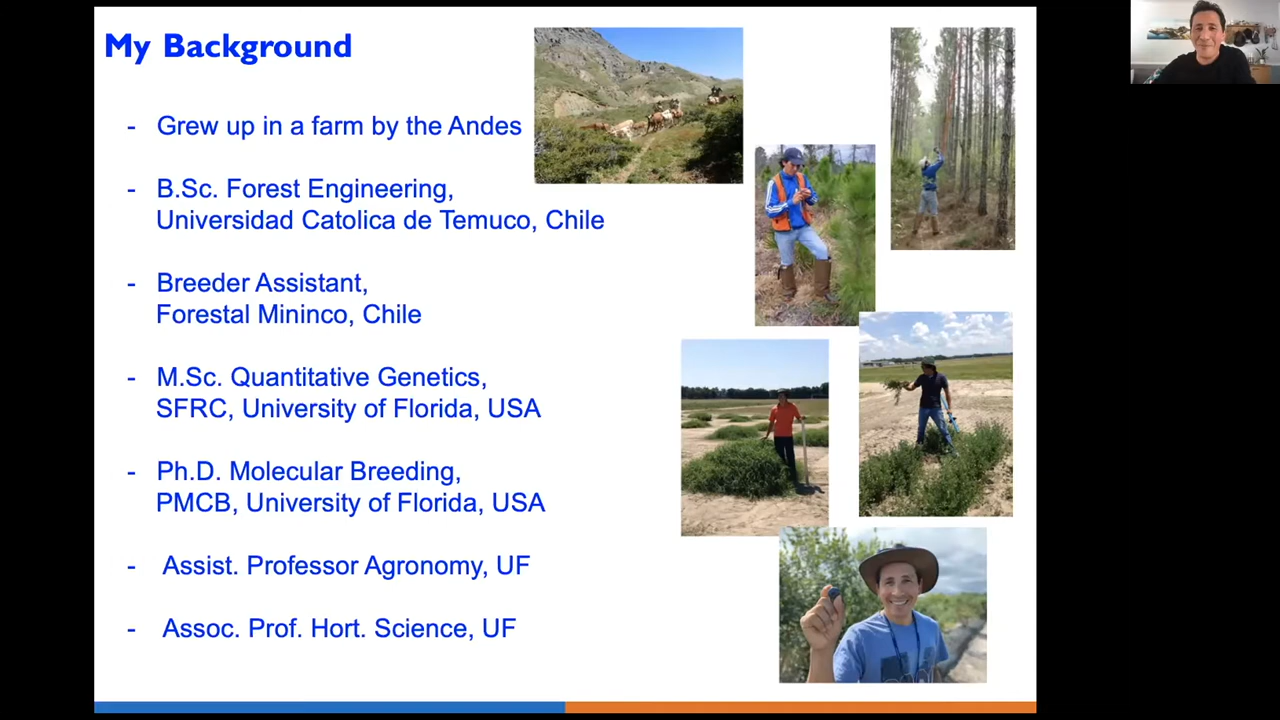 My Background
- Grew up in a farm by the Andes
- B.Sc. Forest Engineering,
Universidad Catolica de Temuco, Chile
- Breeder Assistant,
Forestal Mininco, Chile
- M.Sc. Quantitative Genetics,
SFRC, University of Florida, USA
- Ph.D. Molecular Breeding,
PMCB, University of Florida, USA
- Assist. Professor Agronomy, UF
- Assoc. Prof. Hort. Science, UF